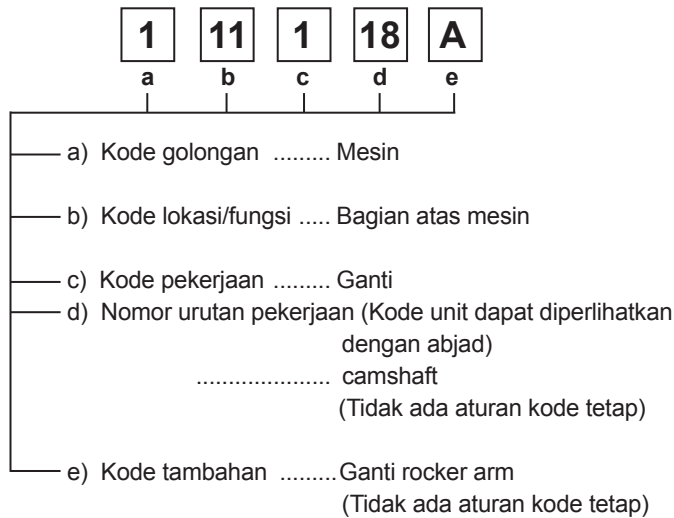 1 11 1 18 A
a b c d e
a) Kode golongan ......... Mesin
b) Kode lokasi/fungsi ..... Bagian atas mesin
c) Kode pekerjaan ......... Ganti
d) Nomor urutan pekerjaan (Kode unit dapat diperlihatkan
dengan abjad)
..................... camshaft
(Tidak ada aturan kode tetap)
e) Kode tambahan .........Ganti rocker arm
(Tidak ada aturan kode tetap)